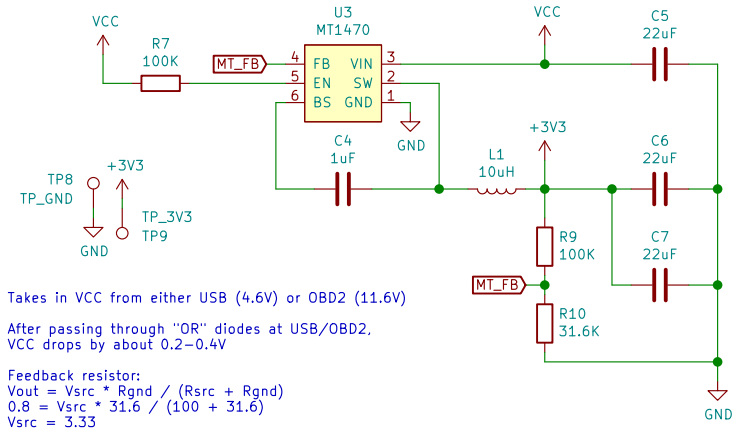 U3
MT1470
VCC
R7
100K
MT_FB
4
5
6
FB
EN
BS
VIN
SW
GND
3
2
1
GND
VCC
C5
22uF
C4
1uF
L1
10uH
+3V3
C6
22uF
C7
22uF
R9
100K
MT_FB
R10
31.6K
GND
TP8
TP_GND
GND
+3V3
TP_3V3
TP9
Takes in VCC from either USB (4.6V) or OBD2 (11.6V)
After passing through "OR" diodes at USB/OBD2,
VCC drops by about 0.2-0.4V
Feedback resistor:
Vout = Vsrc * Rgnd / (Rsrc + Rgnd)
0.8 = Vsrc * 31.6 / (100 + 31.6)
Vsrc = 3.33